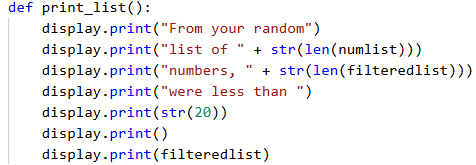 def print_list():
    display.print("From your random")
    display.print("list of " + str(len(numlist)))
    display.print("numbers, " + str(len(filteredlist)))
    display.print("were less than ")
    display.print(str(20))
    display.print()
    display.print(filteredlist)